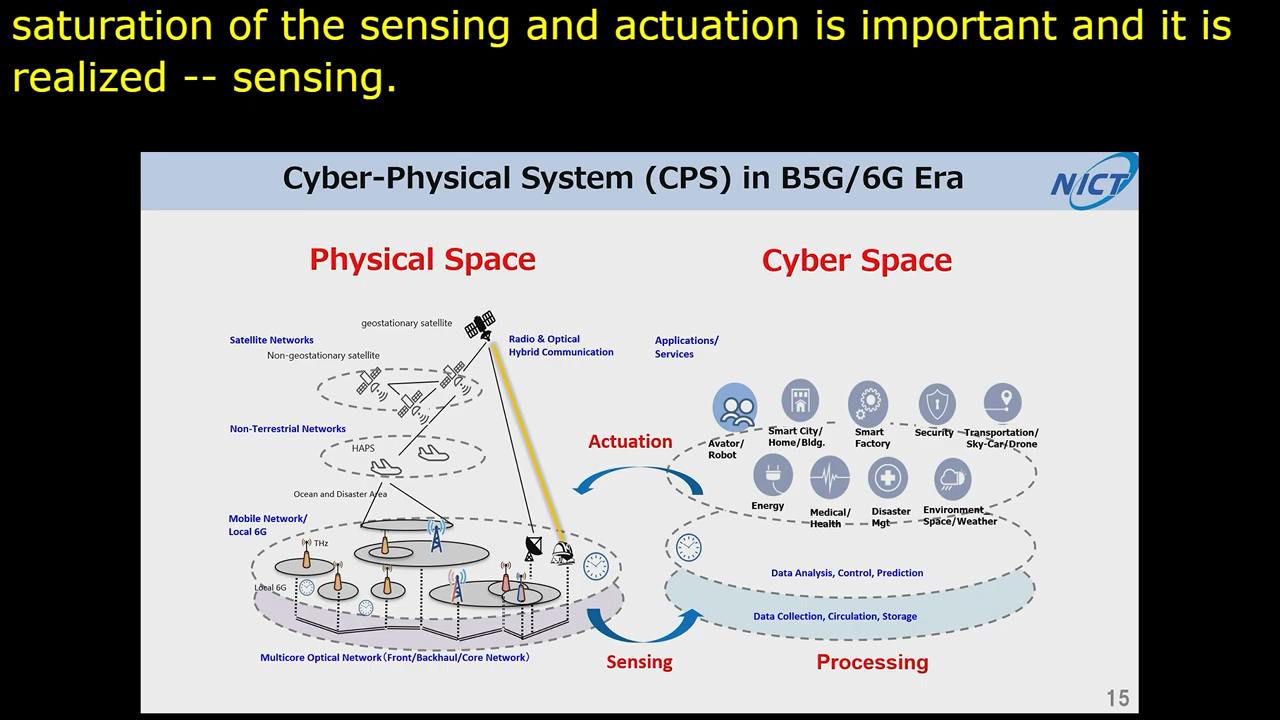 saturation of the sensing and actuation is important and it is
realized -- sensing.
Cyber-Physical System (CPS) in B5G/6G Era
NICT
Physical Space
Cyber Space
geostationary satellite
Satellite Networks
Non-geostationary satellite
Radio & Optical
Hybrid Communication
Applications/
Services
Non-Terrestrial Networks
HAPS
Ocean and Disaster Area
Mobile Network/
Local 6G
THz
Local 6G
Multicore Optical Network(Front/Backhaul/Core Network)
Actuation
Sensing
Avator/
Robot
Smart City/
Home/Bldg.
Smart
Factory
Security
Transportation/
Sky-Car/Drone
Energy
Medical/
Health
Disaster
Mgt
Environment
Space/Weather
Data Analysis, Control, Prediction
Data Collection, Circulation, Storage
Processing
15